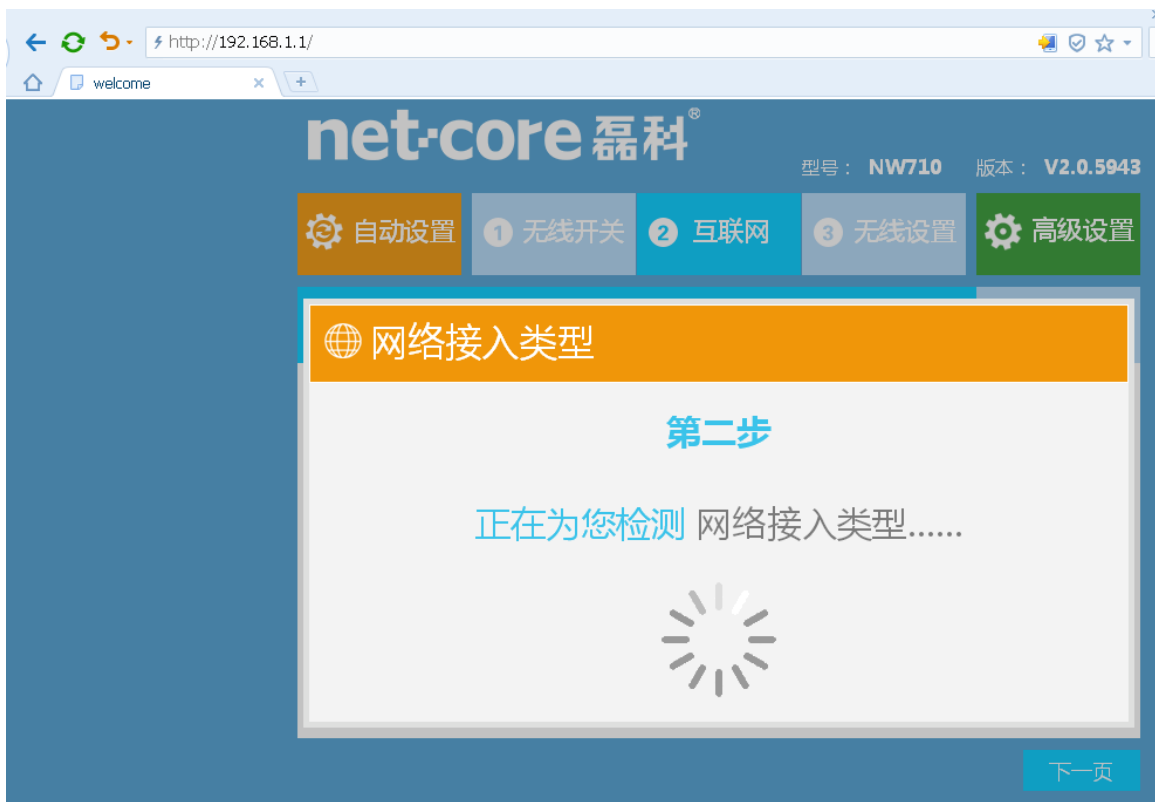 http://192.168.1.1/
welcome
net·core 磊科®
型号： NW710 版本： V2.0.5943
自动设置 1 无线开关 2 互联网 3 无线设置 高级设置
网络接入类型
第二步
正在为您检测 网络接入类型......
下一页